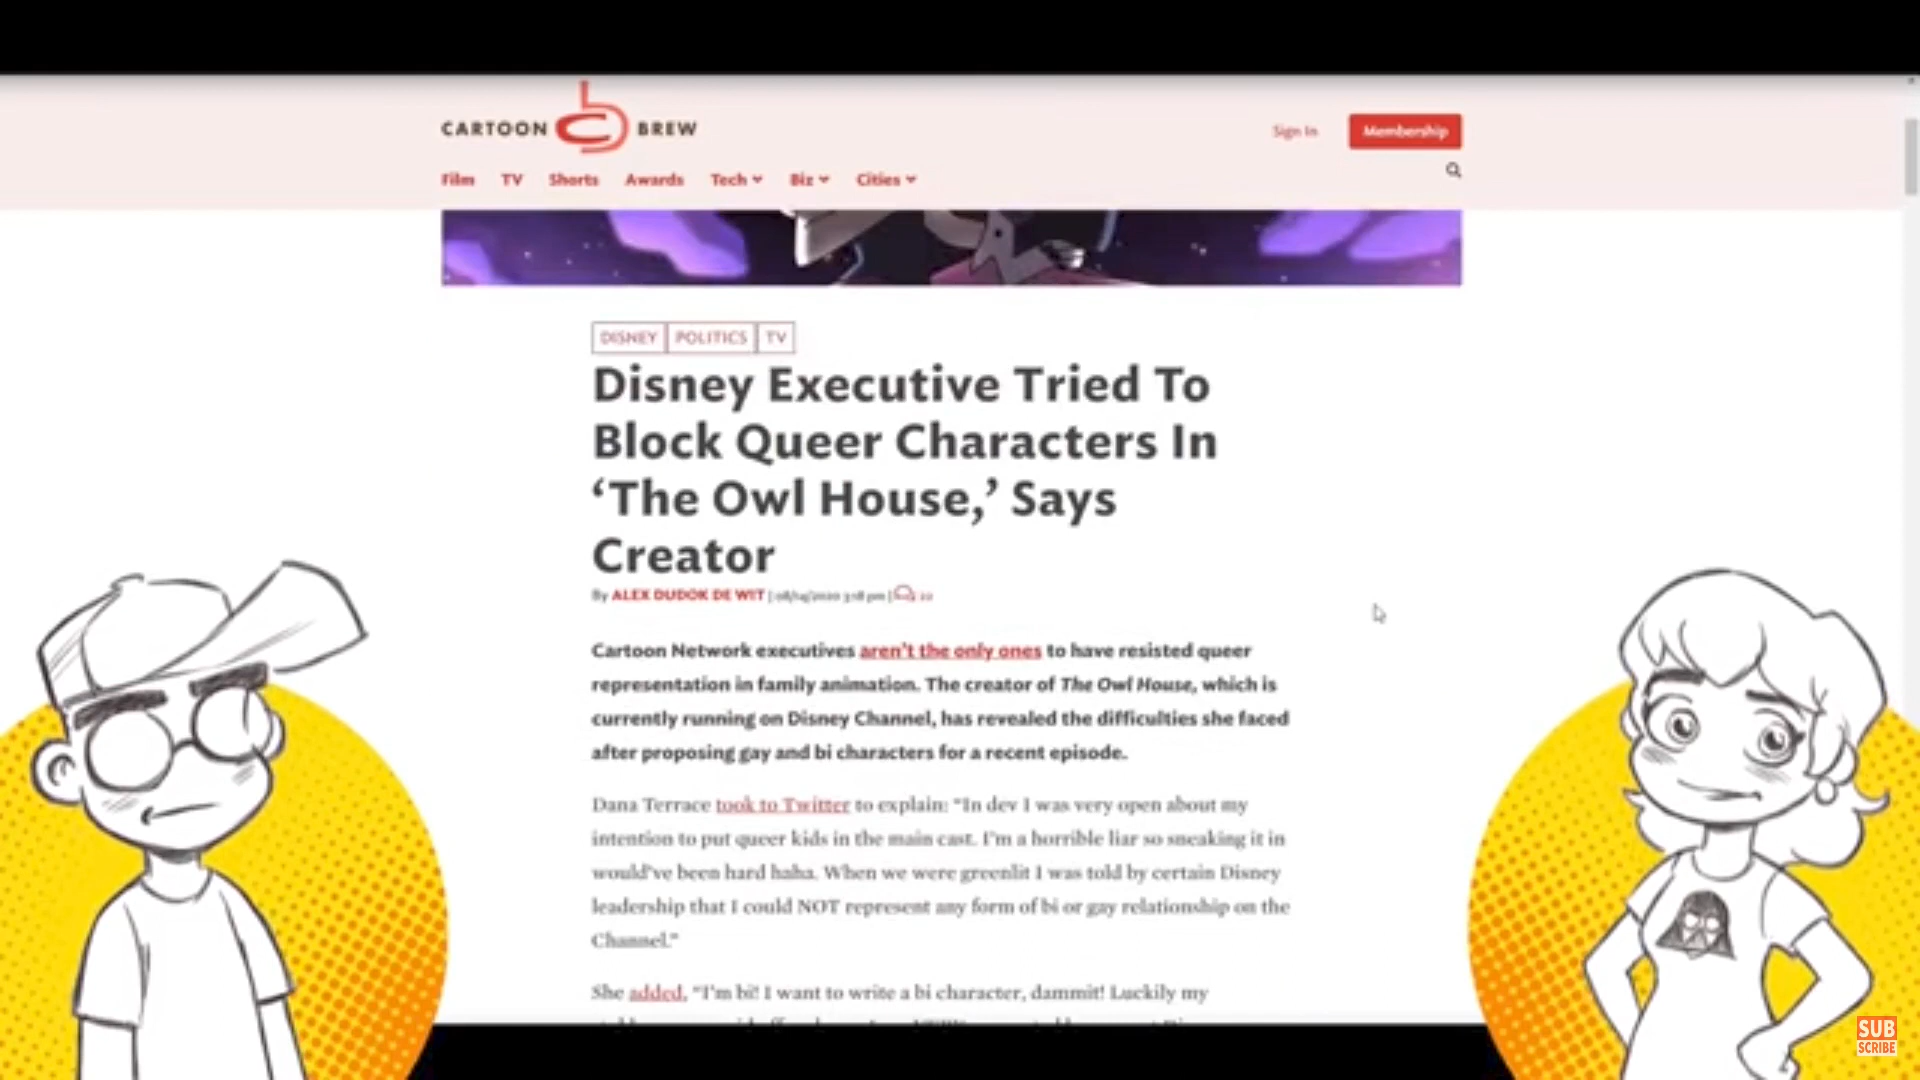 CARTOON BREW
Sign In
Membership
Film TV Shorts Awards Tech Biz Cities
DISNEY POLITICS TV
Disney Executive Tried To
Block Queer Characters In
‘The Owl House,’ Says
Creator
By ALEX DUDOK DE WIT | 08/14/2020 3:18 pm |
Cartoon Network executives aren't the only ones to have resisted queer
representation in family animation. The creator of The Owl House, which is
currently running on Disney Channel, has revealed the difficulties she faced
after proposing gay and bi characters for a recent episode.
Dana Terrace took to Twitter to explain: “In dev I was very open about my
intention to put queer kids in the main cast. I'm a horrible liar so sneaking it in
would've been hard haha. When we were greenlit I was told by certain Disney
leadership that I could NOT represent any form of bi or gay relationship on the
Channel.”
She added, “I'm bi! I want to write a bi character, dammit! Luckily my
SUB
SCRIBE